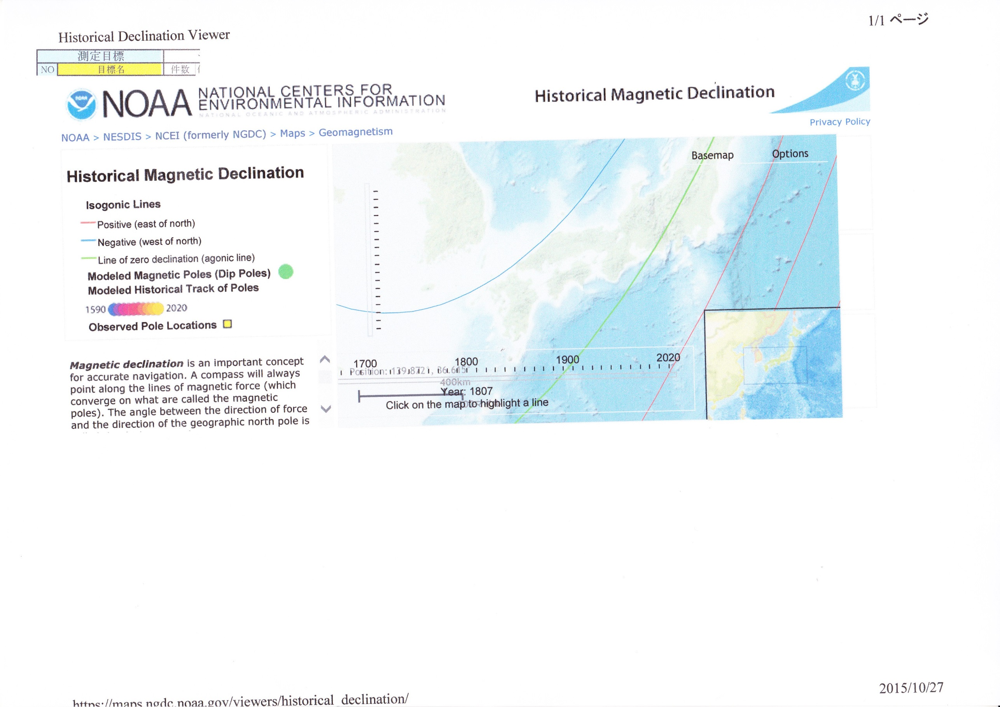 1/1 ページ
Historical Declination Viewer
測定目標
NO 目標名 件数
NOAA NATIONAL CENTERS FOR
ENVIRONMENTAL INFORMATION
NATIONAL OCEANIC AND ATMOSPHERIC ADMINISTRATION
Historical Magnetic Declination
Privacy Policy
NOAA > NESDIS > NCEI (formerly NGDC) > Maps > Geomagnetism
Historical Magnetic Declination
Isogonic Lines
Positive (east of north)
Negative (west of north)
Line of zero declination (agonic line)
Modeled Magnetic Poles (Dip Poles)
Modeled Historical Track of Poles
1590 2020
Observed Pole Locations
Magnetic declination is an important concept
for accurate navigation. A compass will always
point along the lines of magnetic force (which
converge on what are called the magnetic
poles). The angle between the direction of force
and the direction of the geographic north pole is
Basemap Options
1700 1800 1900 2020
Position: 139.872, 36.615
400km
Year: 1807
Click on the map to highlight a line
https://maps.ngdc.noaa.gov/viewers/historical_declination/
2015/10/27